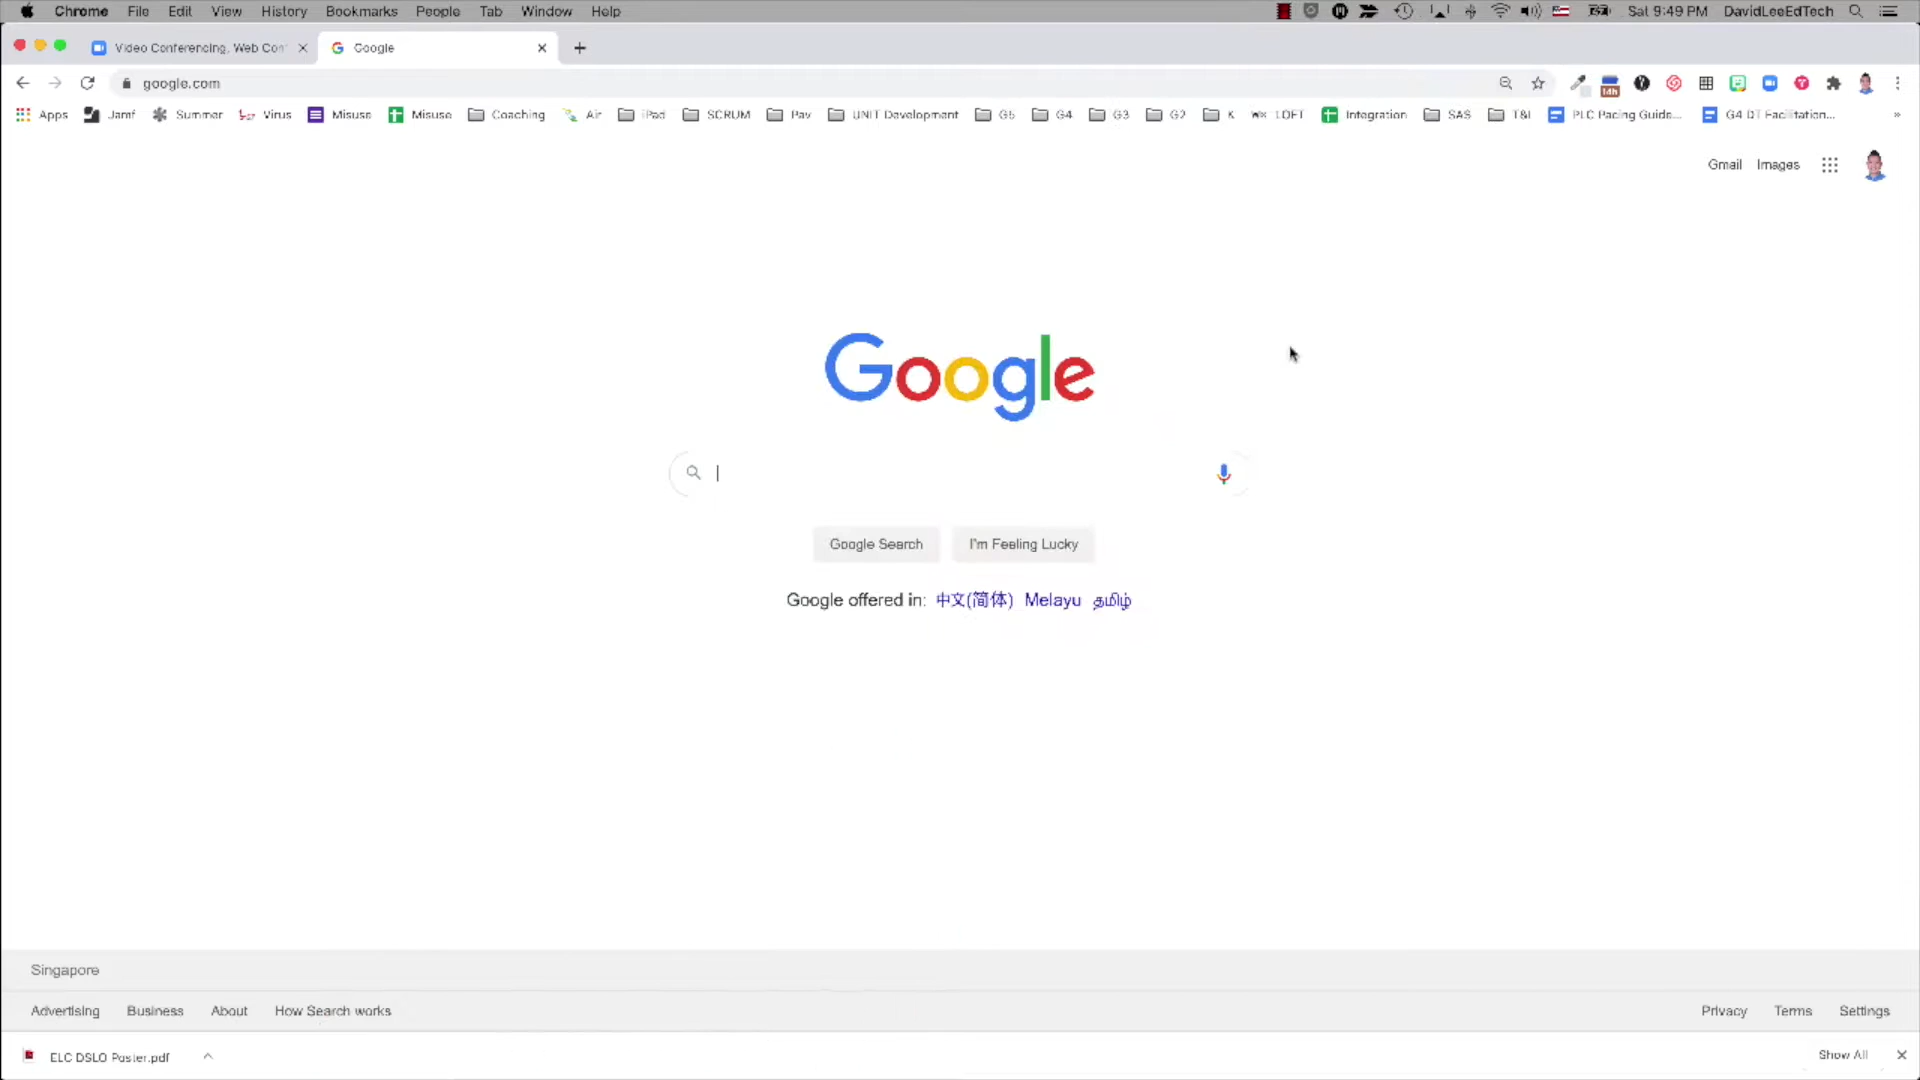 Chrome File Edit View History Bookmarks People Tab Window Help Sat 9:49 PM DavidLeeEdTech
Video Conferencing, Web Con Google
google.com 14h
Apps Jamf Summer Virus Misuse Misuse Coaching Air iPad SCRUM Pav UNIT Development G5 G4 G3 G2 K LOFT Integration SAS T&I PLC Pacing Guide... G4 DT Facilitation... »
Gmail Images
Google
Google Search I'm Feeling Lucky
Google offered in: 中文(简体) Melayu தமிழ்
Singapore
Advertising Business About How Search works Privacy Terms Settings
ELC DSLO Poster.pdf Show All